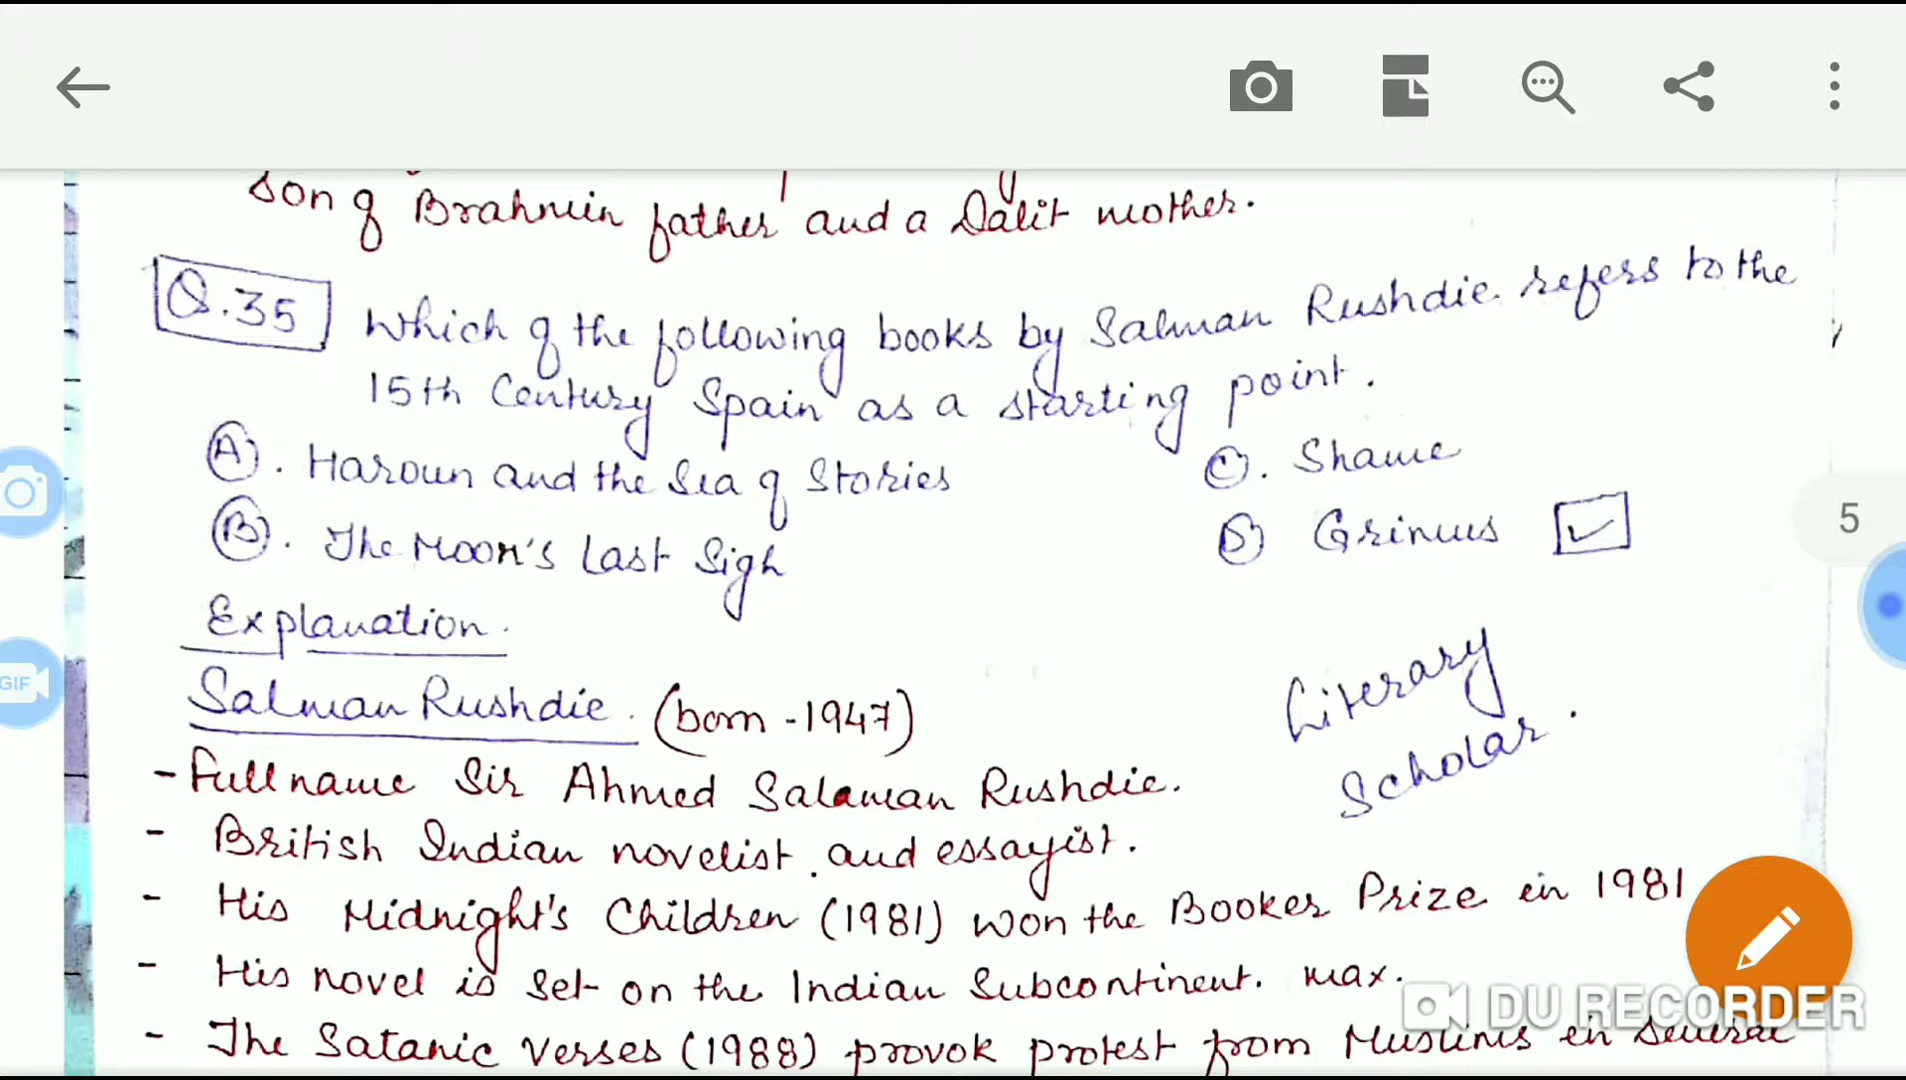 son of Brahmin father and a Dalit mother.
Q.35 Which of the following books by Salman Rushdie refers to the
15th Century Spain as a starting point.
A. Haroun and the Sea of Stories
C. Shame
B. The Moor's Last Sigh
D Grimus
5
Explanation.
Salman Rushdie. (born -1947)
Literary
Scholar.
GIF
- Full name Sir Ahmed Salaman Rushdie.
- British Indian novelist. and essayist.
- His Midnight's Children (1981) won the Booker Prize in 1981
- His novel is set on the Indian Subcontinent. max.
DU RECORDER
- The Satanic Verses (1988) provok protest from Muslims in several